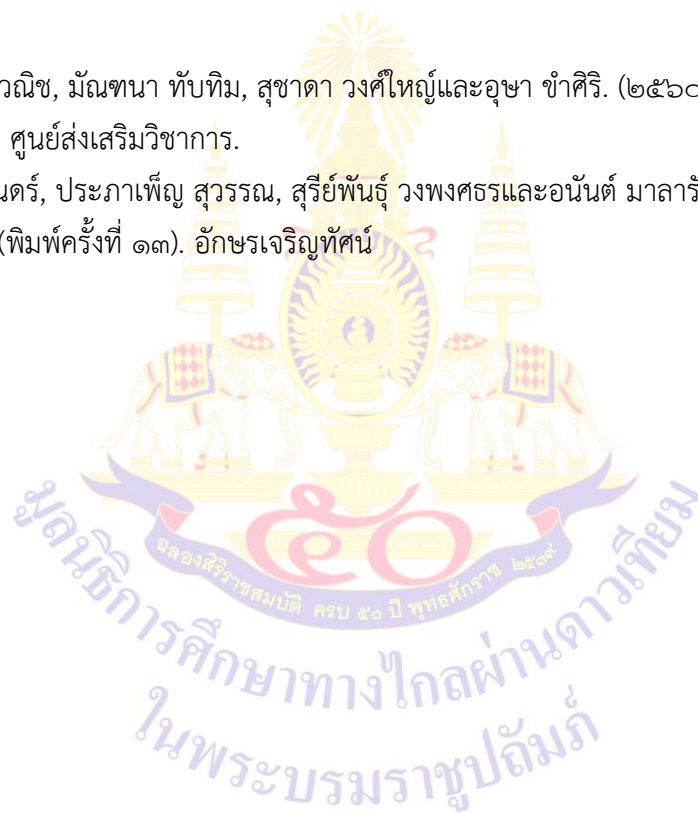 วณิช, มัณฑนา ทับทิม, สุชาดา วงศ์ใหญ่และอุษา ขำศิริ. (๒๕๖๐
ศูนย์ส่งเสริมวิชาการ.
นดร์, ประภาเพ็ญ สุวรรณ, สุรีย์พันธุ์ วงพงศธรและอนันต์ มาลารั
(พิมพ์ครั้งที่ ๑๓). อักษรเจริญทัศน์
๕๐
ฉลองสิริราชสมบัติ ครบ ๕๐ ปี พุทธศักราช ๒๕๓๙
มูลนิธิการศึกษาทางไกลผ่านดาวเทียม
ในพระบรมราชูปถัมภ์